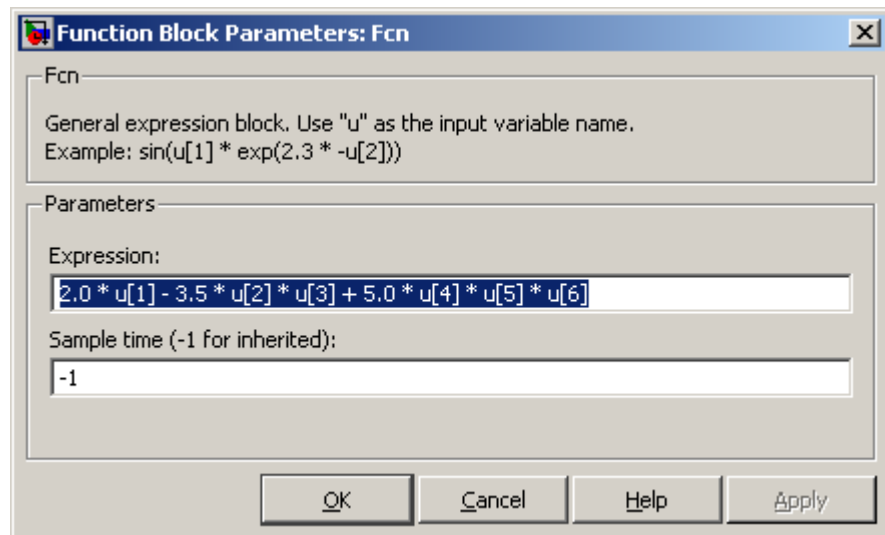 Function Block Parameters: Fcn
Fcn
General expression block. Use "u" as the input variable name.
Example: sin(u[1] * exp(2.3 * -u[2]))
Parameters
Expression:
2.0 * u[1] - 3.5 * u[2] * u[3] + 5.0 * u[4] * u[5] * u[6]
Sample time (-1 for inherited):
-1
OK Cancel Help Apply